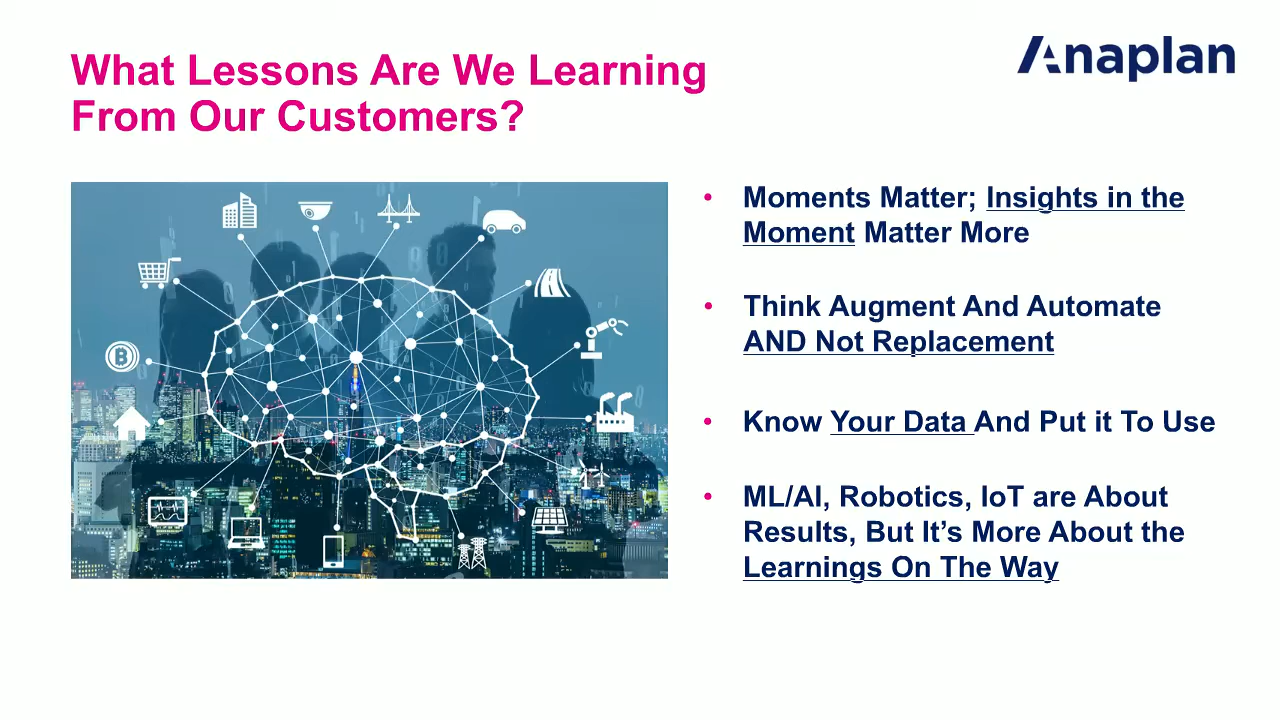 What Lessons Are We Learning
From Our Customers?
Anaplan
• Moments Matter; Insights in the
Moment Matter More
• Think Augment And Automate
AND Not Replacement
• Know Your Data And Put it To Use
• ML/AI, Robotics, IoT are About
Results, But It’s More About the
Learnings On The Way